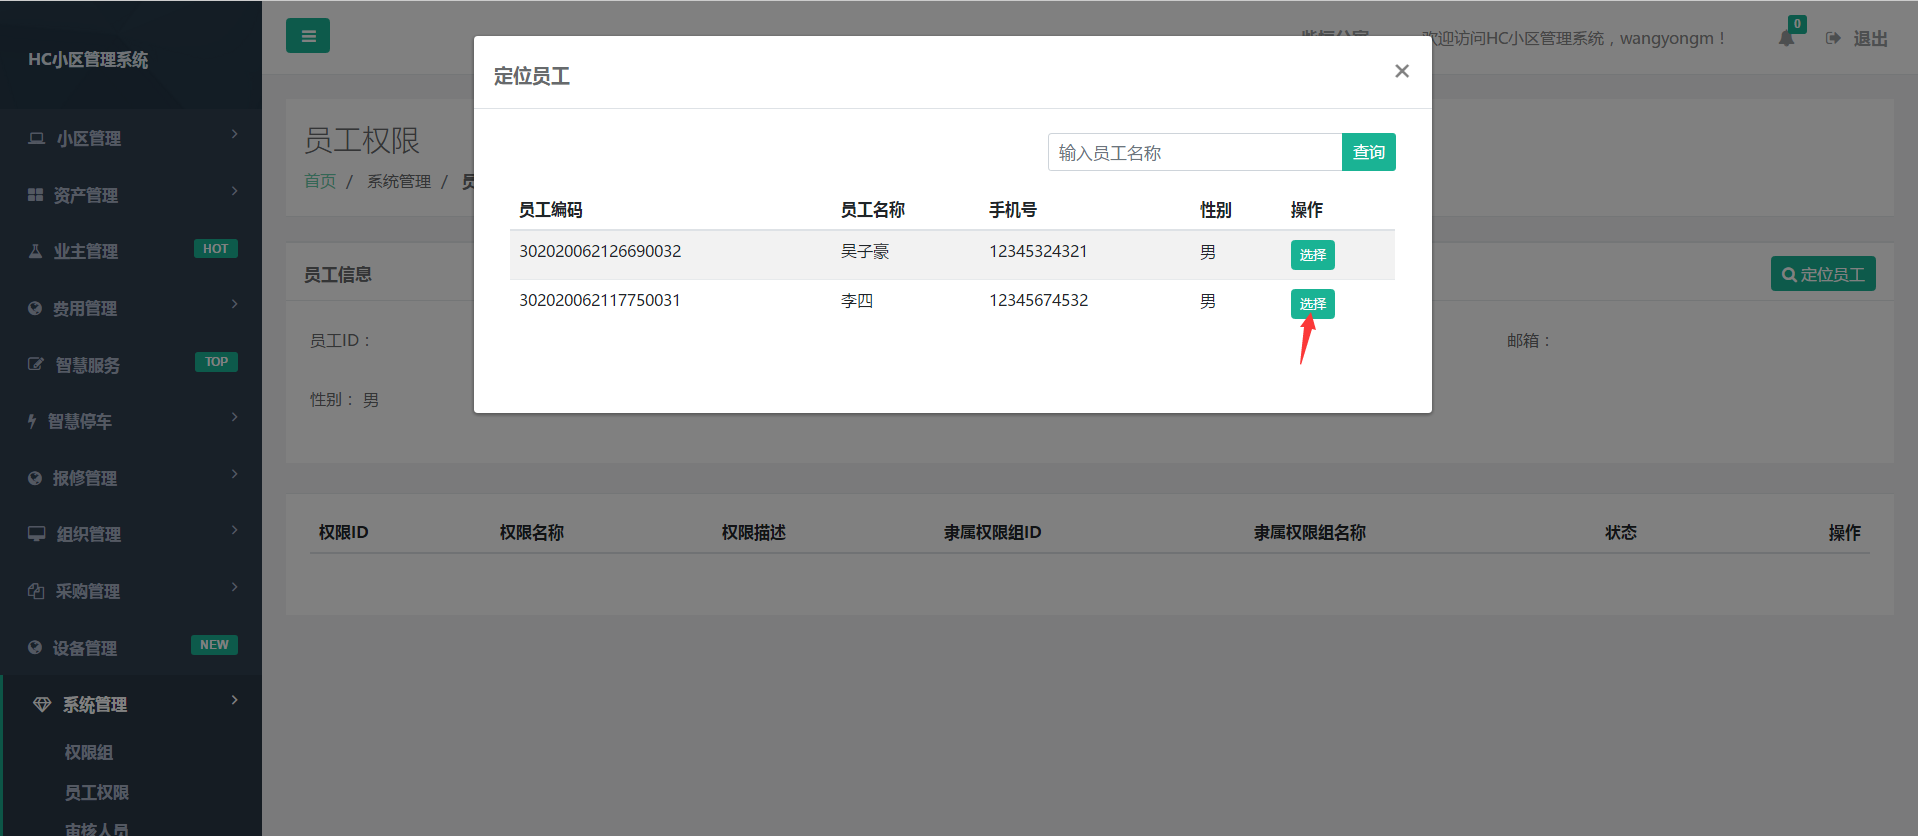 HC小区管理系统
小区管理
资产管理
业主管理 HOT
费用管理
智慧服务 TOP
智慧停车
报修管理
组织管理
采购管理
设备管理 NEW
系统管理
权限组
员工权限
审核人员
欢迎访问HC小区管理系统，wangyongm！
0
退出
员工权限
首页 / 系统管理 / 员
定位员工
×
输入员工名称 查询
员工编码 员工名称 手机号 性别 操作
302020062126690032 吴子豪 12345324321 男 选择
302020062117750031 李四 12345674532 男 选择
员工信息
定位员工
员工ID：
邮箱：
性别： 男
权限ID 权限名称 权限描述 隶属权限组ID 隶属权限组名称 状态 操作